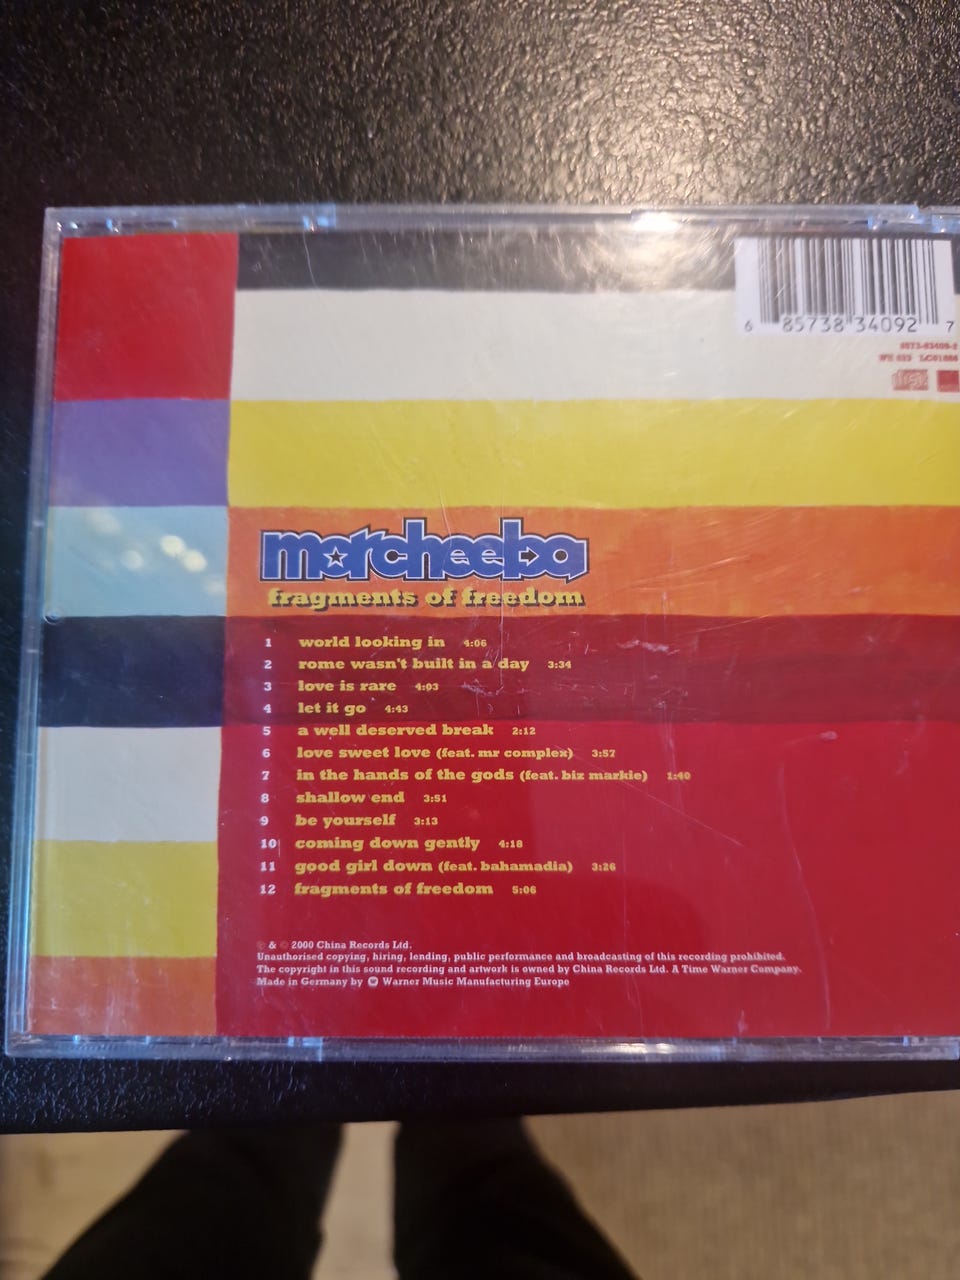 6 85738 34092 7
morcheeba
fragments of freedom
1 world looking in 4:06
2 rome wasn't built in a day 3:34
3 love is rare 4:03
4 let it go 4:43
5 a well deserved break 2:12
6 love sweet love (feat. mr complex) 3:57
7 in the hands of the gods (feat. biz markie) 1:40
8 shallow end 3:51
9 be yourself 3:13
10 coming down gently 4:18
11 good girl down (feat. bahamadia) 3:26
12 fragments of freedom 5:06
℗ & © 2000 China Records Ltd.
Unauthorised copying, hiring, lending, public performance and broadcasting of this recording prohibited.
The copyright in this sound recording and artwork is owned by China Records Ltd. A Time Warner Company.
Made in Germany by Warner Music Manufacturing Europe